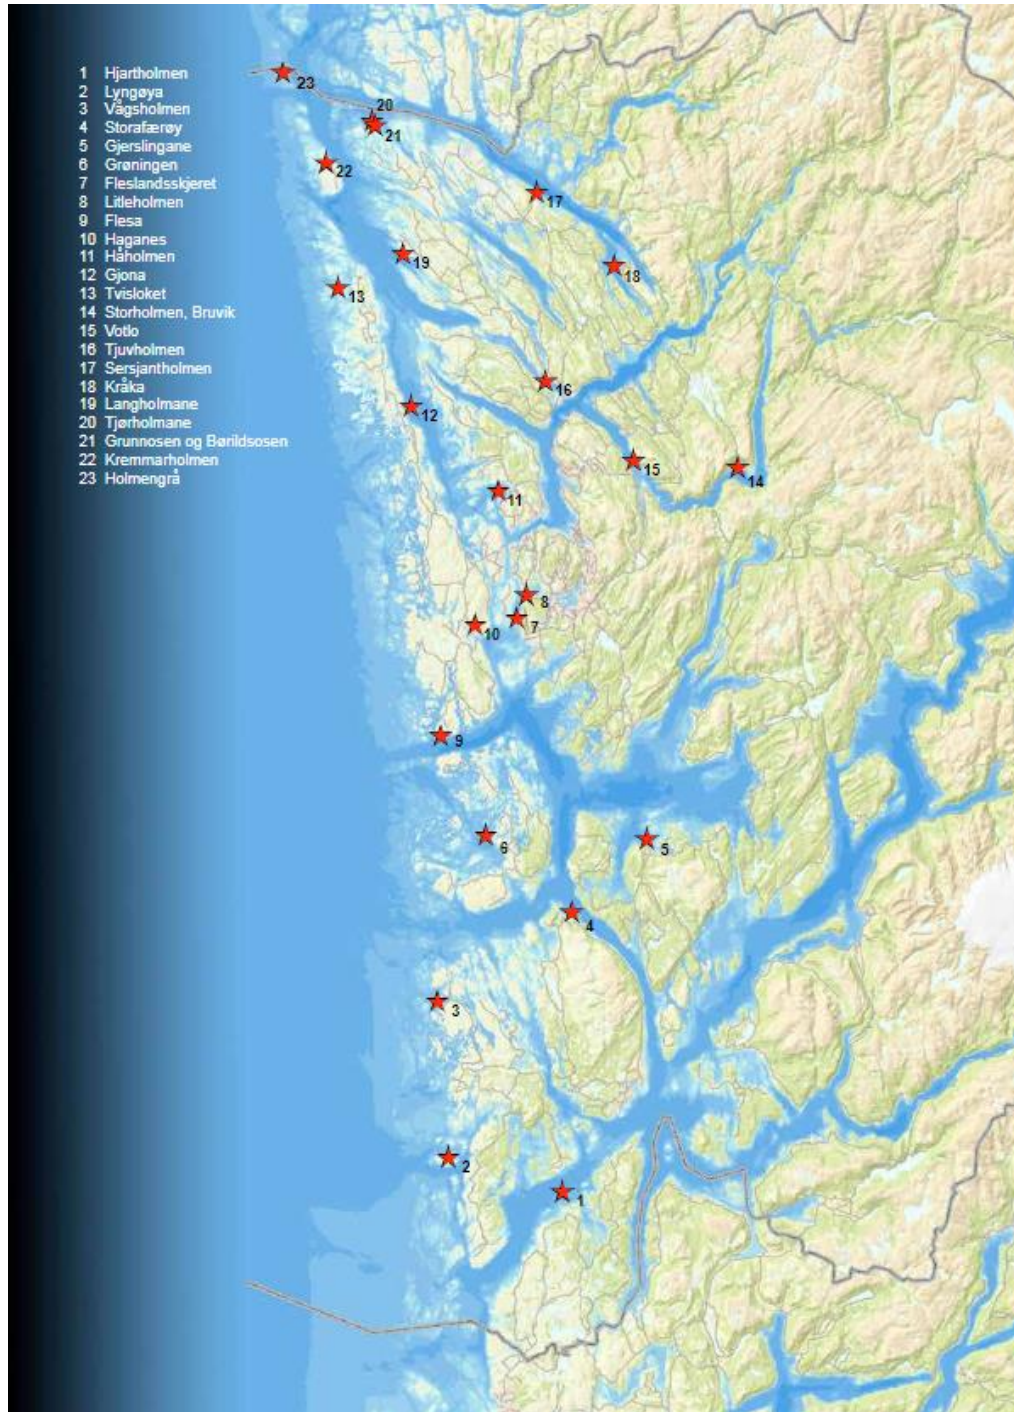 1 Hjartholmen
2 Lyngøya
3 Vågsholmen
4 Storafærøy
5 Gjerslingane
6 Grøningen
7 Fleslandsskjeret
8 Litleholmen
9 Flesa
10 Haganes
11 Håholmen
12 Gjona
13 Tvisloket
14 Storholmen, Bruvik
15 Votlo
16 Tjuvholmen
17 Sersjantholmen
18 Kråka
19 Langholmane
20 Tjørholmane
21 Grunnosen og Børildsosen
22 Kremmarholmen
23 Holmengrå
23
20
21
22
17
19
18
13
16
12
15
14
11
8
7
10
9
6
5
4
3
2
1